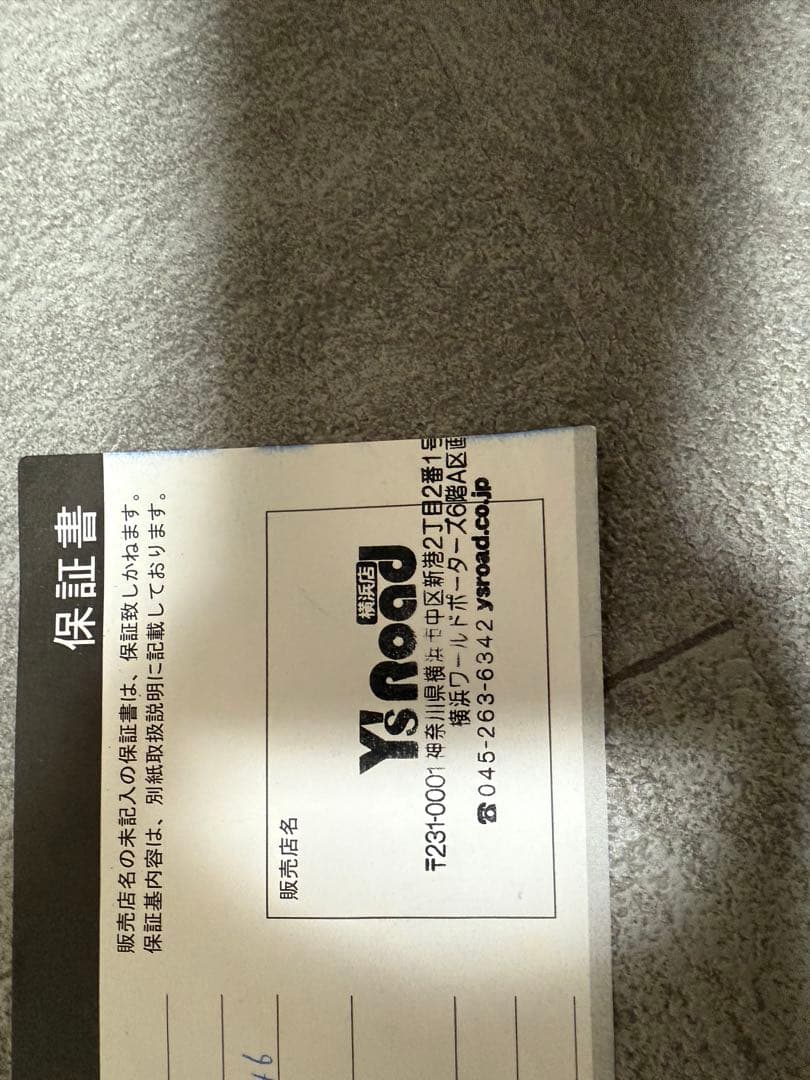 保証書
販売店名の未記入の保証書は、保証致しかねます。
保証基内容は、別紙取扱説明に記載しております。
販売店名
Y'sRoad 横浜店
〒231-0001 神奈川県横浜市中区新港2丁目2番1号
横浜ワールドポーターズ6階A区画
☎045-263-6342 ysroad.co.jp
46